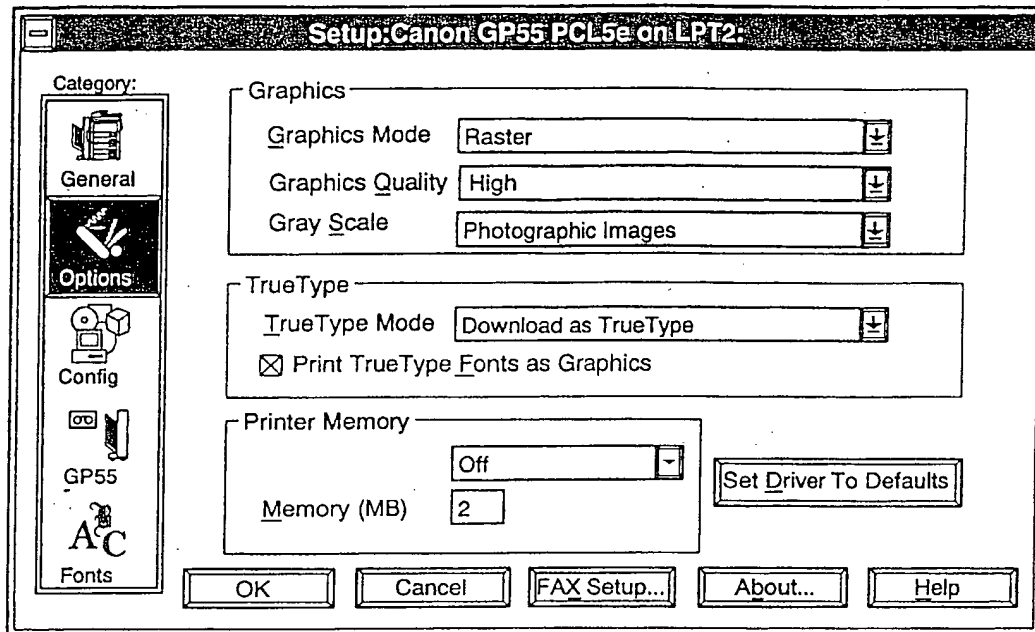 Setup:Canon GP55 PCL5e on LPT2:
Category:
General
Options
Config
GP55
Fonts
Graphics
Graphics Mode Raster
Graphics Quality High
Gray Scale Photographic Images
TrueType
TrueType Mode Download as TrueType
Print TrueType Fonts as Graphics
Printer Memory
Off
Memory (MB) 2
Set Driver To Defaults
OK Cancel FAX Setup... About... Help